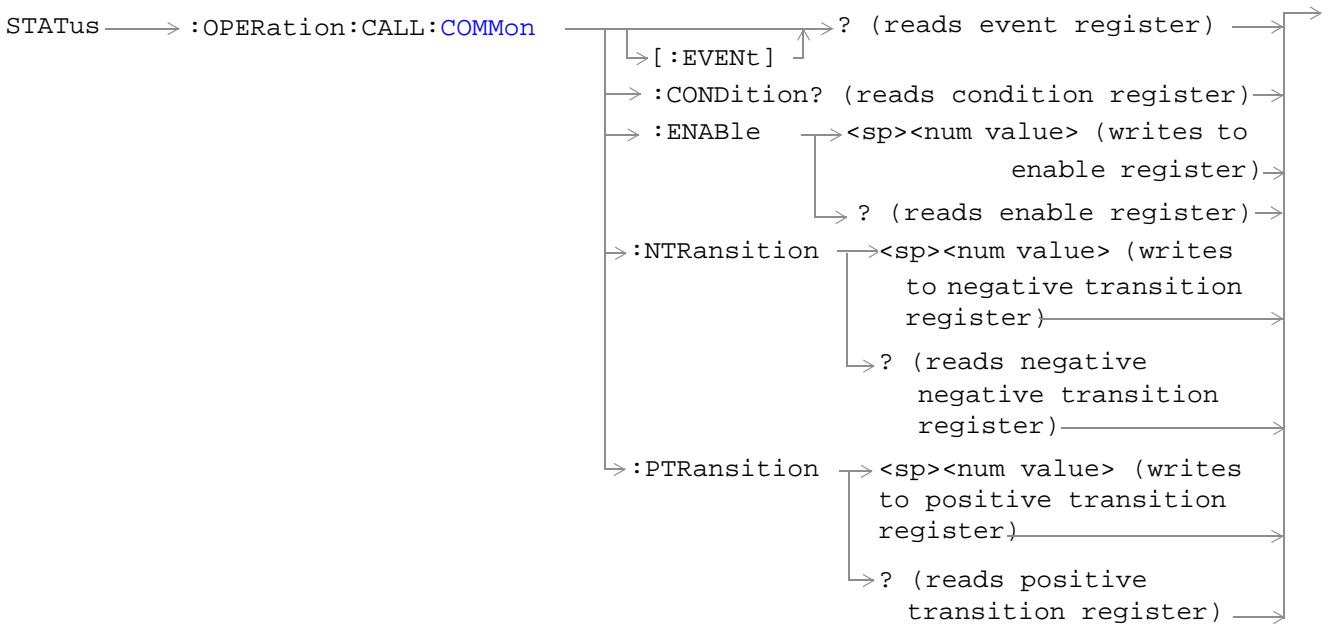 STATus :OPERation:CALL:COMMon ? (reads event register)
[:EVENt]
:CONDition? (reads condition register)
:ENABle <sp><num value> (writes to
enable register)
? (reads enable register)
:NTRansition <sp><num value> (writes
to negative transition
register)
? (reads negative
negative transition
register)
:PTRansition <sp><num value> (writes
to positive transition
register)
? (reads positive
transition register)